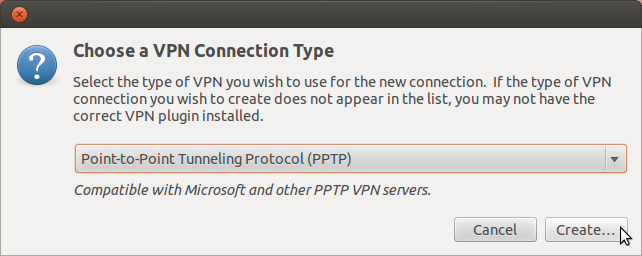 Choose a VPN Connection Type
Select the type of VPN you wish to use for the new connection.  If the type of VPN
connection you wish to create does not appear in the list, you may not have the
correct VPN plugin installed.
Point-to-Point Tunneling Protocol (PPTP)
Compatible with Microsoft and other PPTP VPN servers.
Cancel
Create...